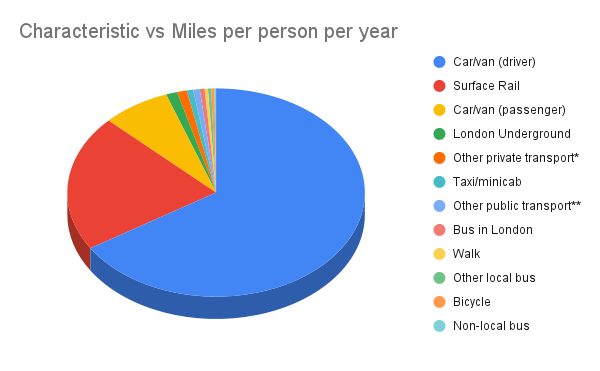 Characteristic vs Miles per person per year
Car/van (driver)
Surface Rail
Car/van (passenger)
London Underground
Other private transport*
Taxi/minicab
Other public transport**
Bus in London
Walk
Other local bus
Bicycle
Non-local bus